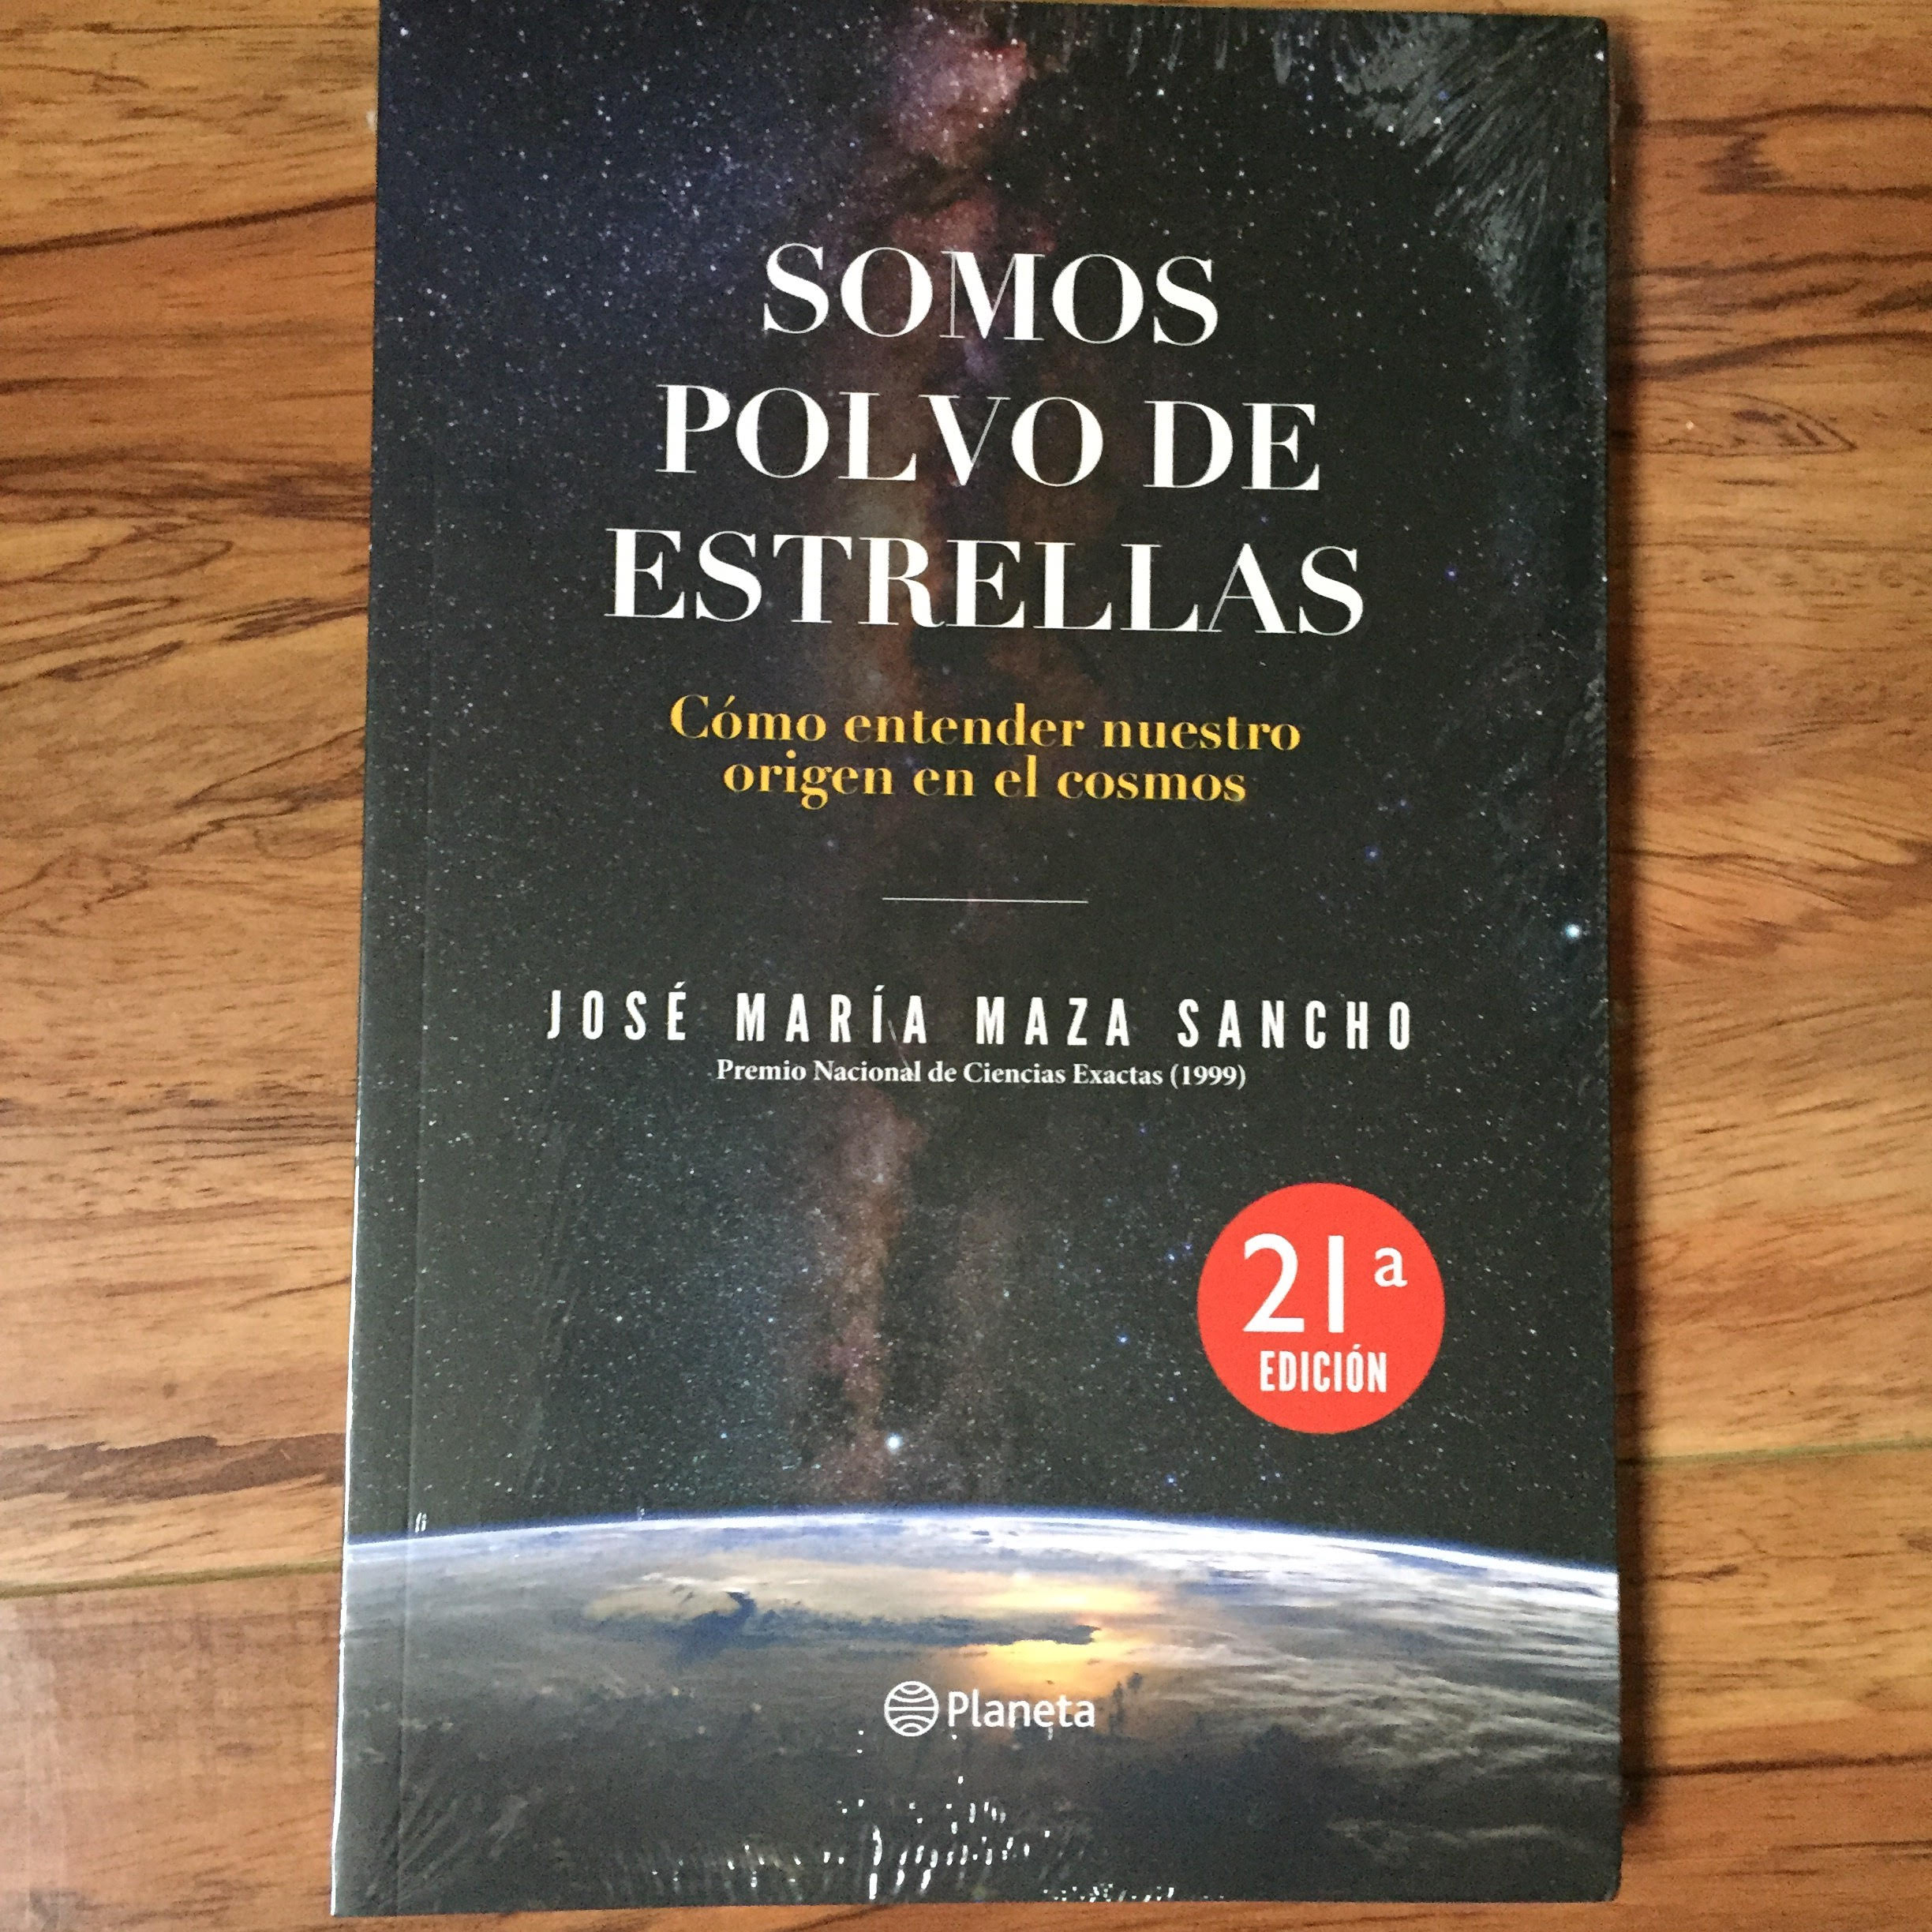 SOMOS
POLVO DE
ESTRELLAS
Cómo entender nuestro
origen en el cosmos
JOSÉ MARÍA MAZA SANCHO
Premio Nacional de Ciencias Exactas (1999)
21ª
EDICIÓN
Planeta